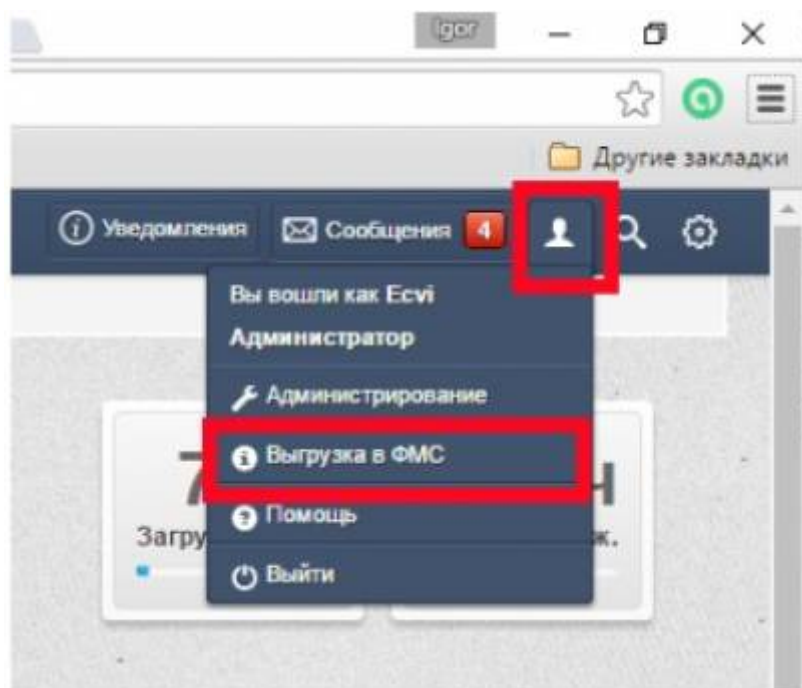 Igor
Другие закладки
Уведомления
Сообщения 4
Вы вошли как Ecvi
Администратор
Администрирование
Выгрузка в ФМС
Помощь
Выйти